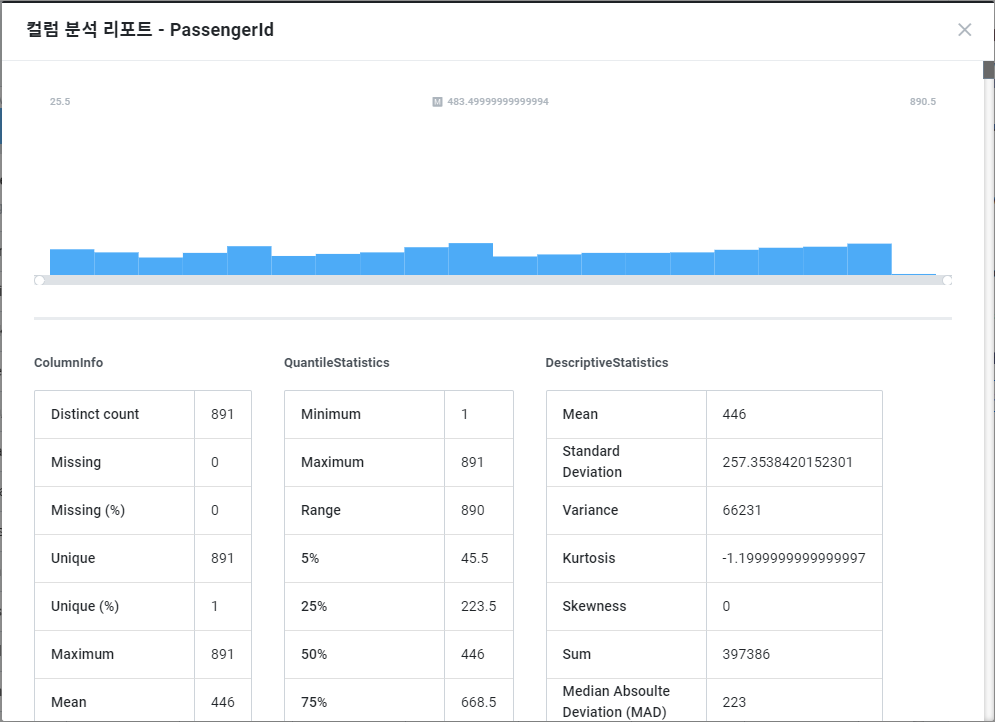 컬럼 분석 리포트 - PassengerId
25.5 M 483.49999999999994 890.5
ColumnInfo
Distinct count 891
Missing 0
Missing (%) 0
Unique 891
Unique (%) 1
Maximum 891
Mean 446
QuantileStatistics
Minimum 1
Maximum 891
Range 890
5% 45.5
25% 223.5
50% 446
75% 668.5
DescriptiveStatistics
Mean 446
Standard
Deviation 257.3538420152301
Variance 66231
Kurtosis -1.1999999999999997
Skewness 0
Sum 397386
Median Absoulte
Deviation (MAD) 223